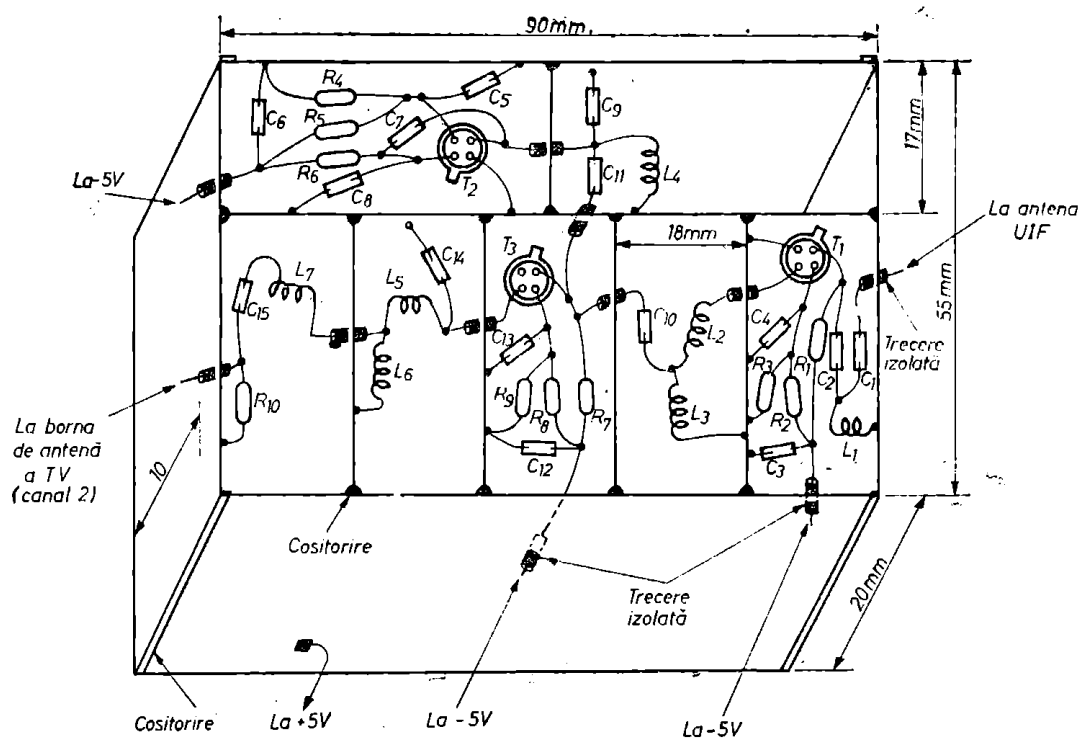 90mm.
R4
C5
C6
R5
C7
C9
R6
T2
C11
L4
C8
La-5V
17mm
La antena
UIF
18mm
T3
T1
C14
L7
L5
C15
C10
L2
C4
55mm
C13
L6
R3
R1
C2
C1
Trecere
izolată
R10
R9
R8
R7
L3
R2
La borna
de antenă
a TV
(canal 2)
10
C12
C3
L1
Cositorire
Trecere
izolată
20mm
Cositorire
La +5V
La -5V
La-5V